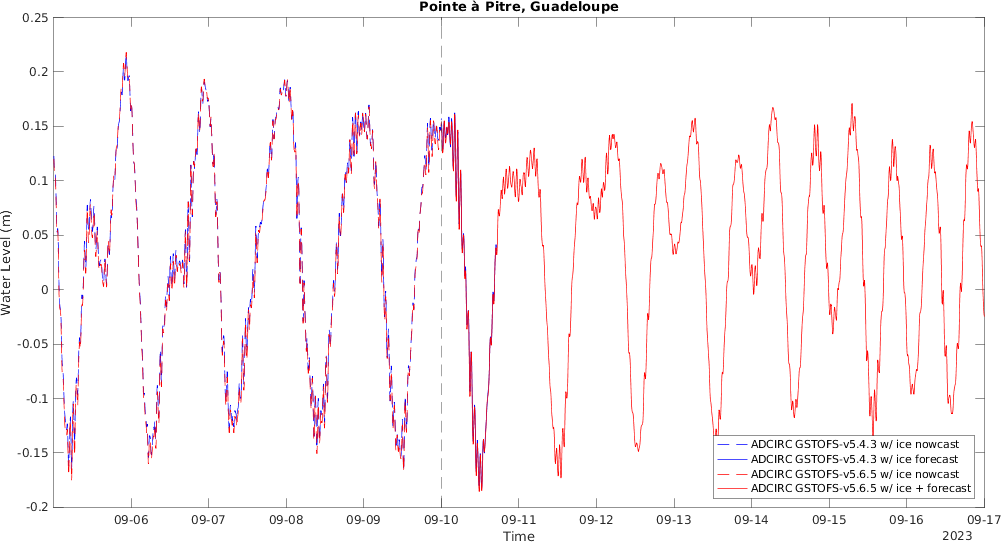 Pointe à Pitre, Guadeloupe
0.25
0.2
0.15
0.1
0.05
0
-0.05
-0.1
-0.15
-0.2
Water Level (m)
ADCIRC GSTOFS-v5.4.3 w/ ice nowcast
ADCIRC GSTOFS-v5.4.3 w/ ice forecast
ADCIRC GSTOFS-v5.6.5 w/ ice nowcast
ADCIRC GSTOFS-v5.6.5 w/ ice + forecast
09-06 09-07 09-08 09-09 09-10 09-11 09-12 09-13 09-14 09-15 09-16 09-17
Time
2023